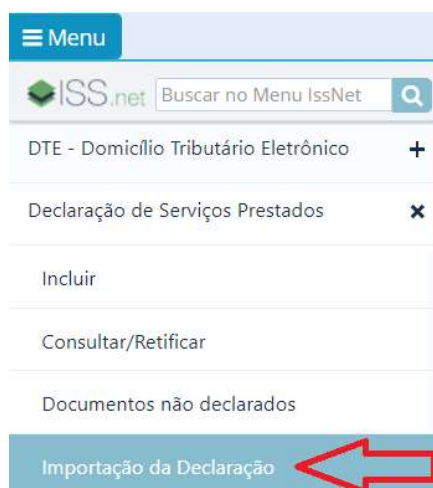 Menu
ISS.net Buscar no Menu IssNet
DTE - Domicílio Tributário Eletrônico +
Declaração de Serviços Prestados ×
Incluir
Consultar/Retificar
Documentos não declarados
Importação da Declaração